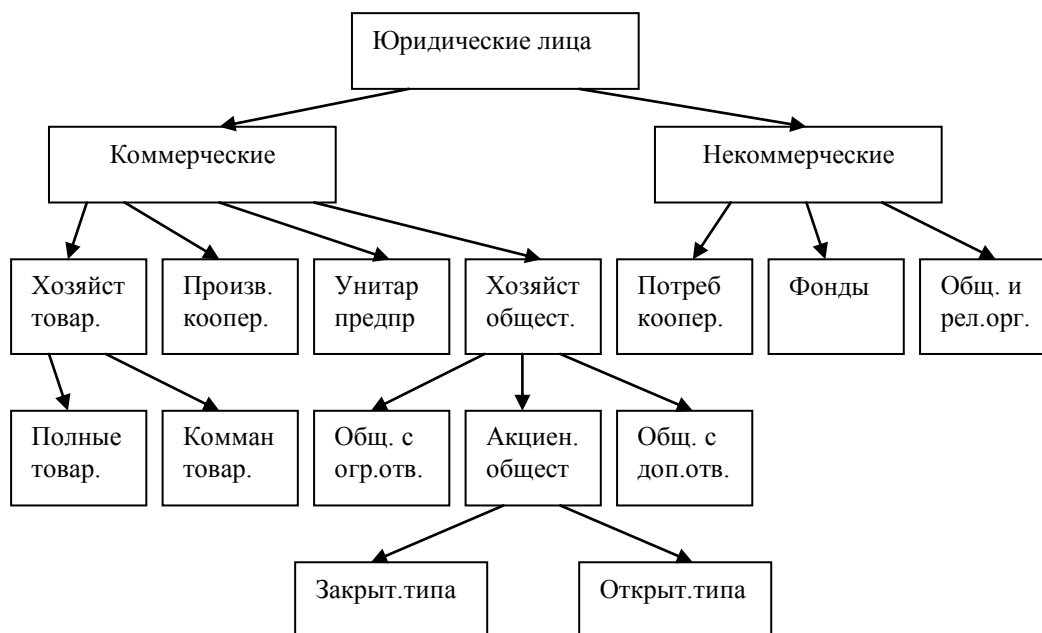 Юридические лица
Коммерческие
Некоммерческие
Хозяйст
товар.
Произв.
коопер.
Унитар
предпр
Хозяйст
общест.
Потреб
коопер.
Фонды
Общ. и
рел.орг.
Полные
товар.
Комман
товар.
Общ. с
огр.отв.
Акциен.
общест
Общ. с
доп.отв.
Закрыт.типа
Открыт.типа